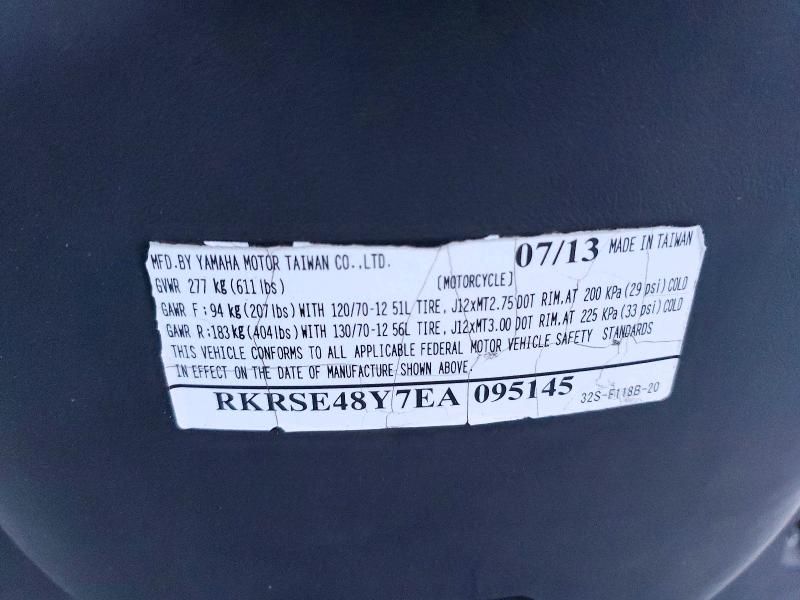 MFD.BY YAMAHA MOTOR TAIWAN CO.,LTD. 07/13 MADE IN TAIWAN
GVWR 277 kg (611 lbs) [MOTORCYCLE]
GAWR F : 94 kg (207 lbs) WITH 120/70-12 51L TIRE, J12xMT2.75 DOT RIM,AT 200 KPa (29 psi) COLD
GAWR R : 183 kg (404 lbs) WITH 130/70-12 56L TIRE, J12xMT3.00 DOT RIM,AT 225 KPa (33 psi) COLD
THIS VEHICLE CONFORMS TO ALL APPLICABLE FEDERAL MOTOR VEHICLE SAFETY STANDARDS
IN EFFECT ON THE DATE OF MANUFACTURE SHOWN ABOVE.
RKRSE48Y7EA 095145 32S-F118B-20